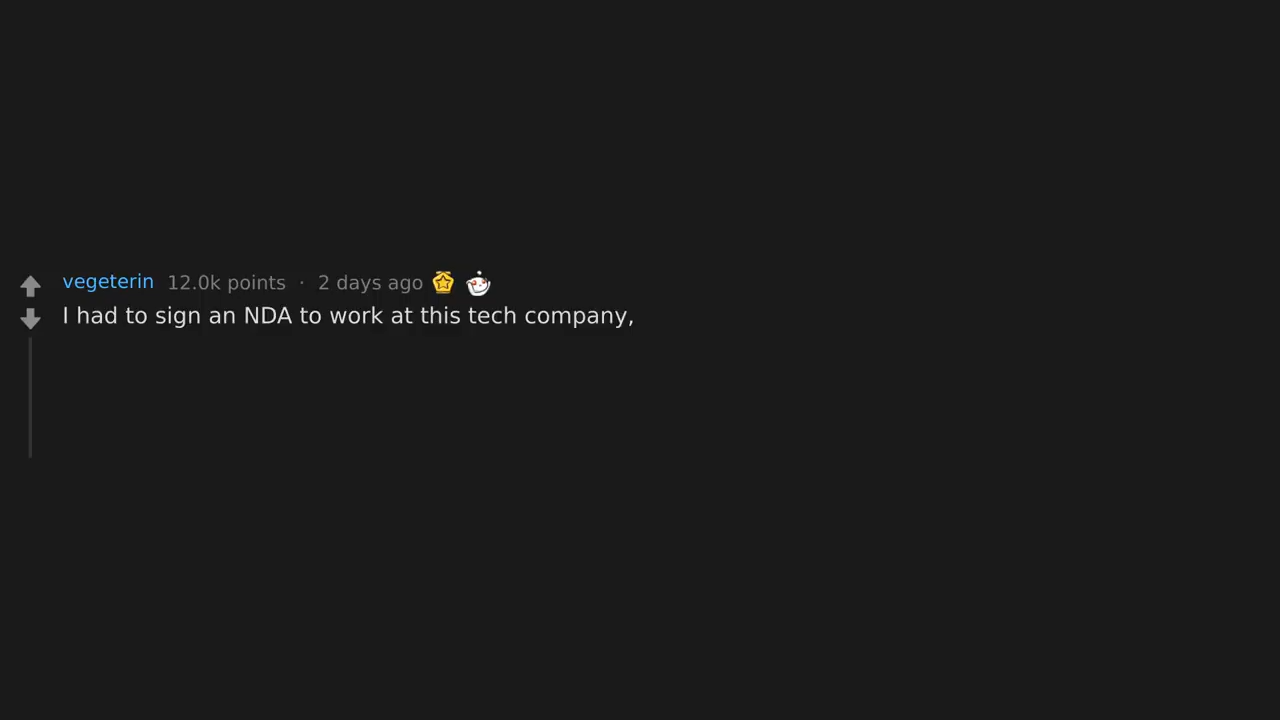 vegeterin 12.0k points · 2 days ago
I had to sign an NDA to work at this tech company,